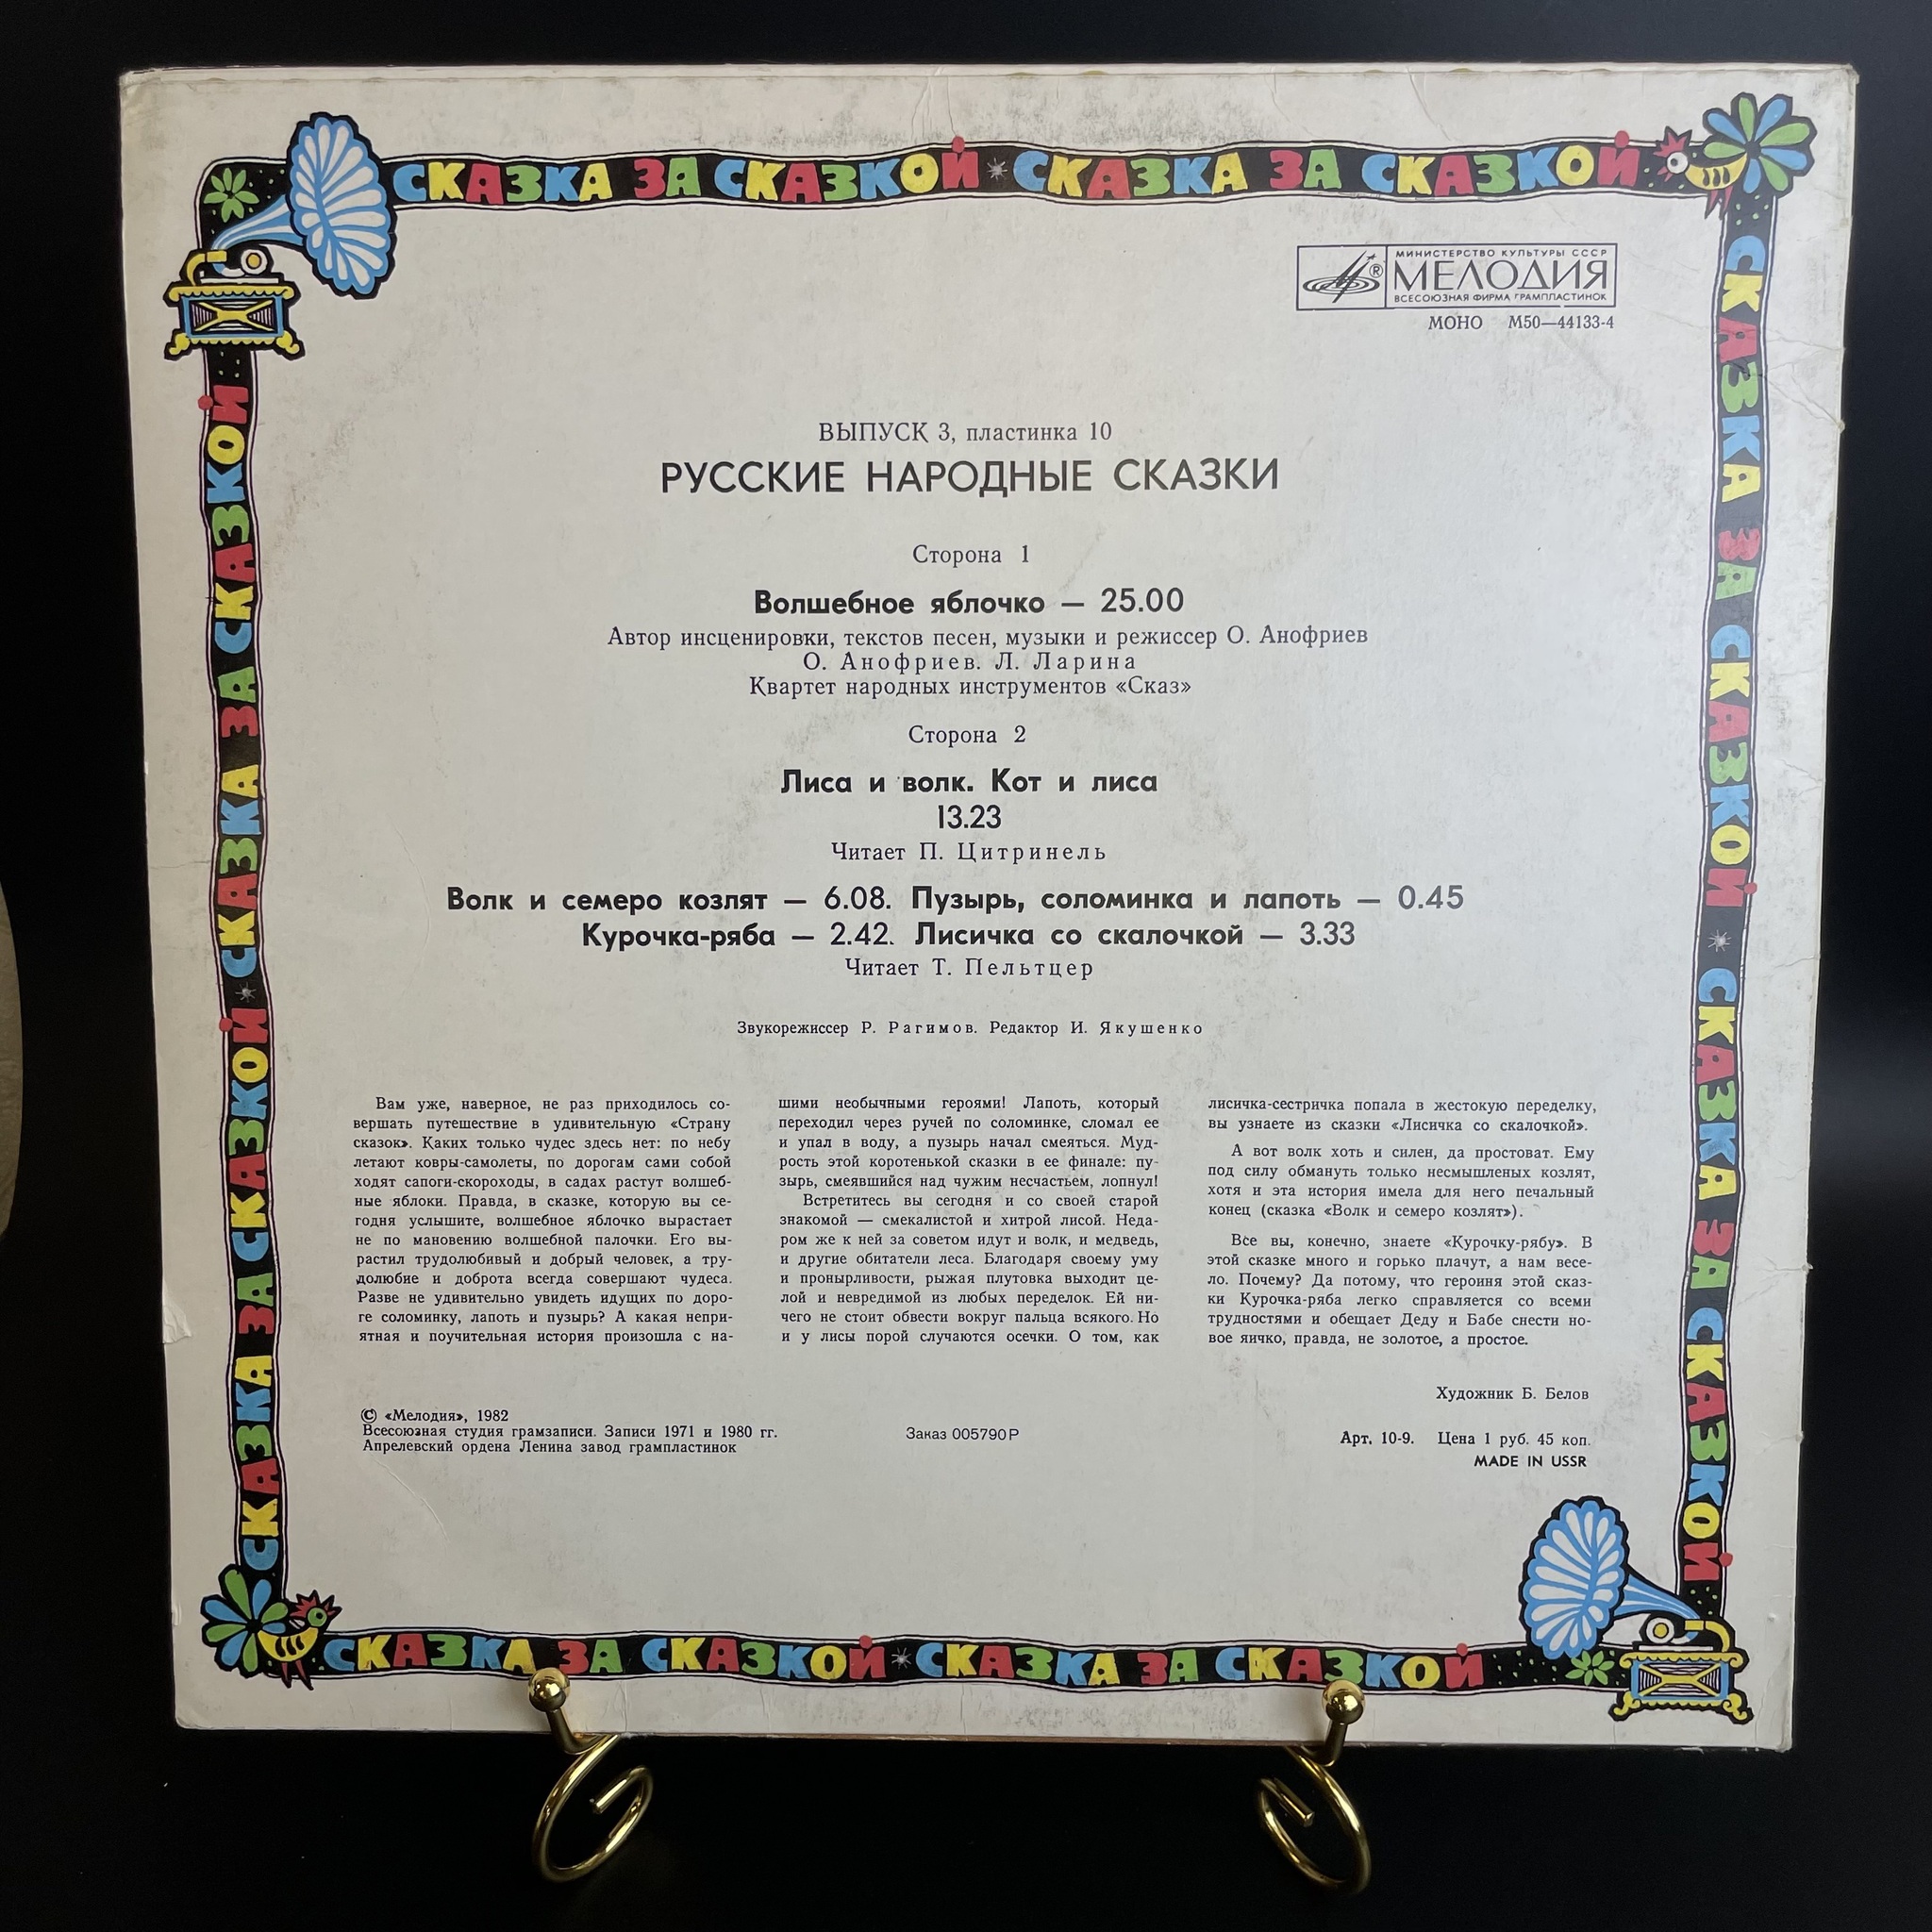 СКАЗКА ЗА СКАЗКОЙ * СКАЗКА ЗА СКАЗКОЙ
МИНИСТЕРСТВО КУЛЬТУРЫ СССР
МЕЛОДИЯ
ВСЕСОЮЗНАЯ ФИРМА ГРАМПЛАСТИНОК
МОНО М50—44133-4
ВЫПУСК 3, пластинка 10
РУССКИЕ НАРОДНЫЕ СКАЗКИ
Сторона 1
Волшебное яблочко — 25.00
Автор инсценировки, текстов песен, музыки и режиссер О. Анофриев
О. Анофриев. Л. Ларина
Квартет народных инструментов «Сказ»
Сторона 2
Лиса и волк. Кот и лиса
13.23
Читает П. Цитринель
Волк и семеро козлят — 6.08. Пузырь, соломинка и лапоть — 0.45
Курочка-ряба — 2.42. Лисичка со скалочкой — 3.33
Читает Т. Пельтцер
Звукорежиссер Р. Рагимов. Редактор И. Якушенко
Вам уже, наверное, не раз приходилось со-
вершать путешествие в удивительную «Страну
сказок». Каких только чудес здесь нет: по небу
летают ковры-самолеты, по дорогам сами собой
ходят сапоги-скороходы, в садах растут волшеб-
ные яблоки. Правда, в сказке, которую вы се-
годня услышите, волшебное яблочко вырастает
не по мановению волшебной палочки. Его вы-
растил трудолюбивый и добрый человек, а тру-
долюбие и доброта всегда совершают чудеса.
Разве не удивительно увидеть идущих по доро-
ге соломинку, лапоть и пузырь? А какая непри-
ятная и поучительная история произошла с на-
шими необычными героями! Лапоть, который
переходил через ручей по соломинке, сломал ее
и упал в воду, а пузырь начал смеяться. Муд-
рость этой коротенькой сказки в ее финале: пу-
зырь, смеявшийся над чужим несчастьем, лопнул!
Встретитесь вы сегодня и со своей старой
знакомой — смекалистой и хитрой лисой. Неда-
ром же к ней за советом идут и волк, и медведь,
и другие обитатели леса. Благодаря своему уму
и пронырливости, рыжая плутовка выходит це-
лой и невредимой из любых переделок. Ей ни-
чего не стоит обвести вокруг пальца всякого. Но
и у лисы порой случаются осечки. О том, как
лисичка-сестричка попала в жестокую переделку,
вы узнаете из сказки «Лисичка со скалочкой».
А вот волк хоть и силен, да простоват. Ему
под силу обмануть только несмышленых козлят,
хотя и эта история имела для него печальный
конец (сказка «Волк и семеро козлят»).
Все вы, конечно, знаете «Курочку-рябу». В
этой сказке много и горько плачут, а нам весе-
ло. Почему? Да потому, что героиня этой сказ-
ки Курочка-ряба легко справляется со всеми
трудностями и обещает Деду и Бабе снести но-
вое яичко, правда, не золотое, а простое.
Художник Б. Белов
© «Мелодия», 1982
Всесоюзная студия грамзаписи. Записи 1971 и 1980 гг.
Апрелевский ордена Ленина завод грампластинок
Заказ 005790Р
Арт. 10-9. Цена 1 руб. 45 коп.
MADE IN USSR
СКАЗКА ЗА СКАЗКОЙ * СКАЗКА ЗА СКАЗКОЙ
СКАЗКА ЗА СКАЗКОЙ * СКАЗКА ЗА СКАЗКОЙ
СКАЗКА ЗА СКАЗКОЙ * СКАЗКА ЗА СКАЗКОЙ